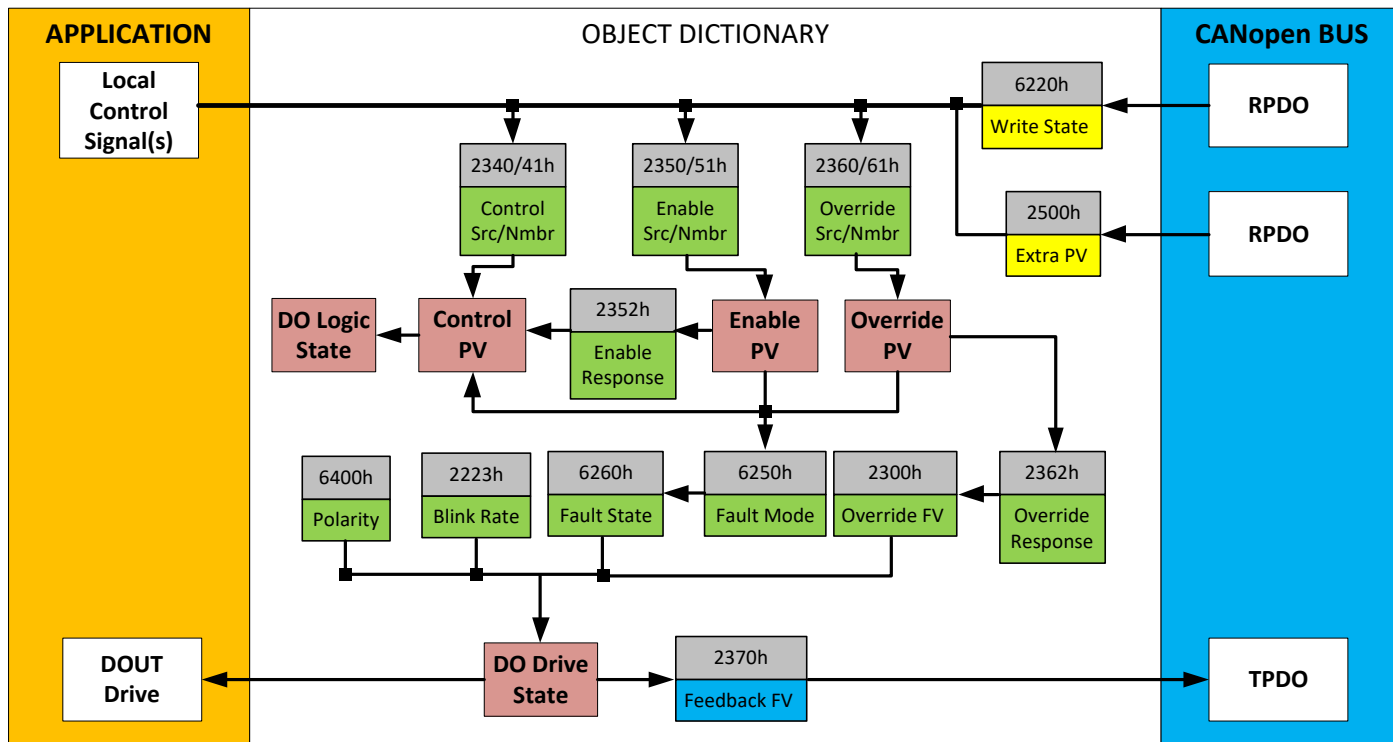 APPLICATION
OBJECT DICTIONARY
CANopen BUS
Local
Control
Signal(s)
6220h
Write State
RPDO
2340/41h
Control
Src/Nmbr
2350/51h
Enable
Src/Nmbr
2360/61h
Override
Src/Nmbr
2500h
Extra PV
RPDO
DO Logic
State
Control
PV
2352h
Enable
Response
Enable
PV
Override
PV
6400h
Polarity
2223h
Blink Rate
6260h
Fault State
6250h
Fault Mode
2300h
Override FV
2362h
Override
Response
DOUT
Drive
DO Drive
State
2370h
Feedback FV
TPDO